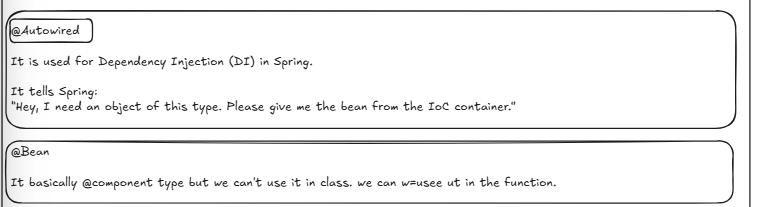 @Autowired
It is used for Dependency Injection (DI) in Spring.
It tells Spring:
"Hey, I need an object of this type. Please give me the bean from the IoC container."
@Bean
It basically @component type but we can't use it in class. we can w=usee ut in the function.